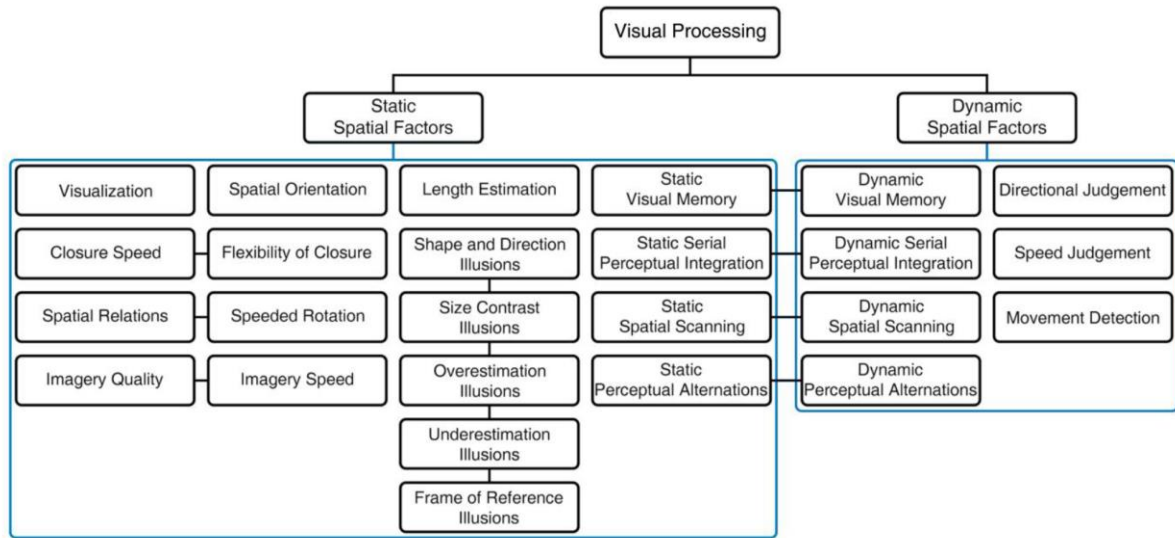 Visual Processing
Static
Spatial Factors
Dynamic
Spatial Factors
Visualization
Spatial Orientation
Length Estimation
Static
Visual Memory
Dynamic
Visual Memory
Directional Judgement
Closure Speed
Flexibility of Closure
Shape and Direction
Illusions
Static Serial
Perceptual Integration
Dynamic Serial
Perceptual Integration
Speed Judgement
Spatial Relations
Speeded Rotation
Size Contrast
Illusions
Static
Spatial Scanning
Dynamic
Spatial Scanning
Movement Detection
Imagery Quality
Imagery Speed
Overestimation
Illusions
Static
Perceptual Alternations
Dynamic
Perceptual Alternations
Underestimation
Illusions
Frame of Reference
Illusions